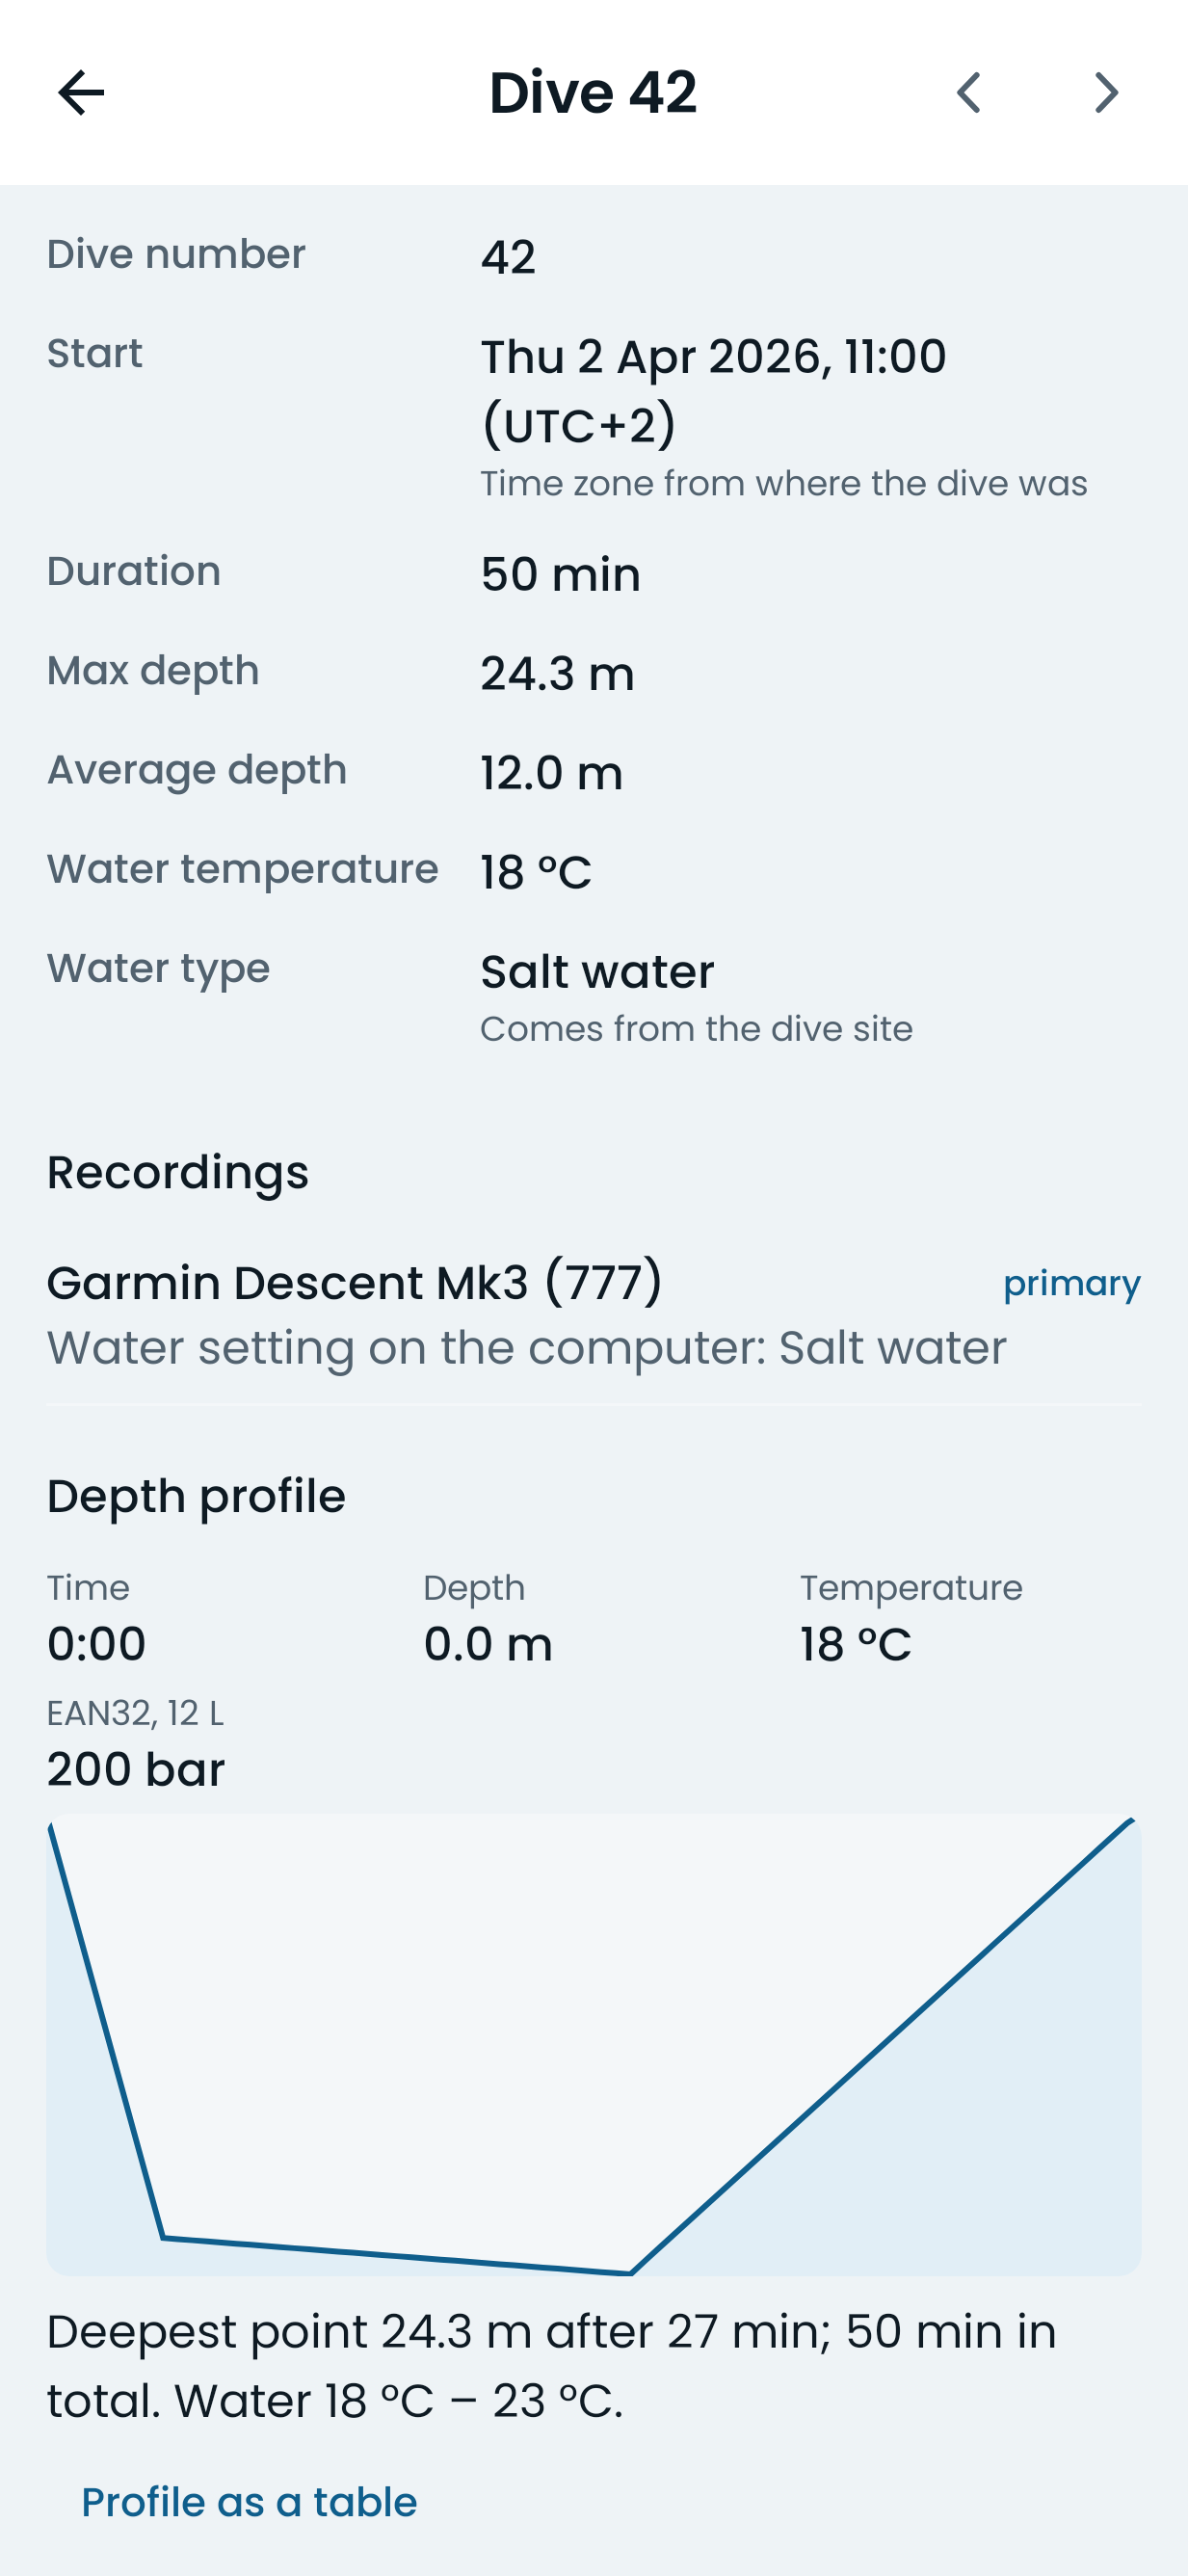 Dive 42
Dive number 42
Start Thu 2 Apr 2026, 11:00
(UTC+2)
Time zone from where the dive was
Duration 50 min
Max depth 24.3 m
Average depth 12.0 m
Water temperature 18 °C
Water type Salt water
Comes from the dive site
Recordings
Garmin Descent Mk3 (777) primary
Water setting on the computer: Salt water
Depth profile
Time Depth Temperature
0:00 0.0 m 18 °C
EAN32, 12 L
200 bar
Deepest point 24.3 m after 27 min; 50 min in
total. Water 18 °C – 23 °C.
Profile as a table